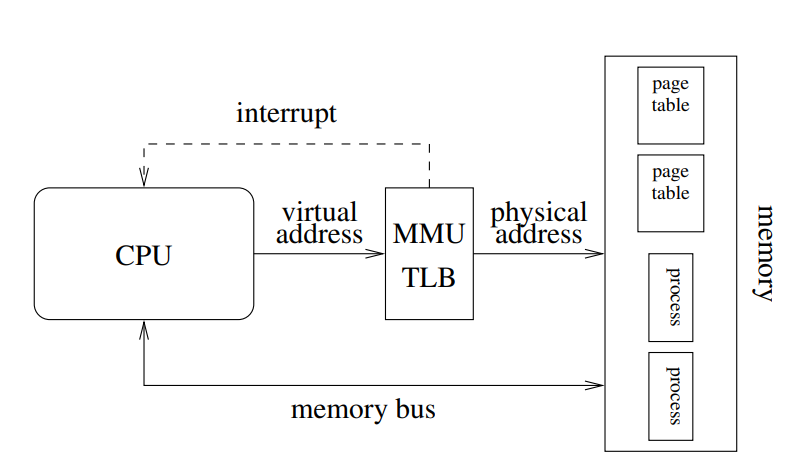 interrupt
CPU
virtual
address
MMU
TLB
physical
address
memory bus
page
table
page
table
process
process
memory